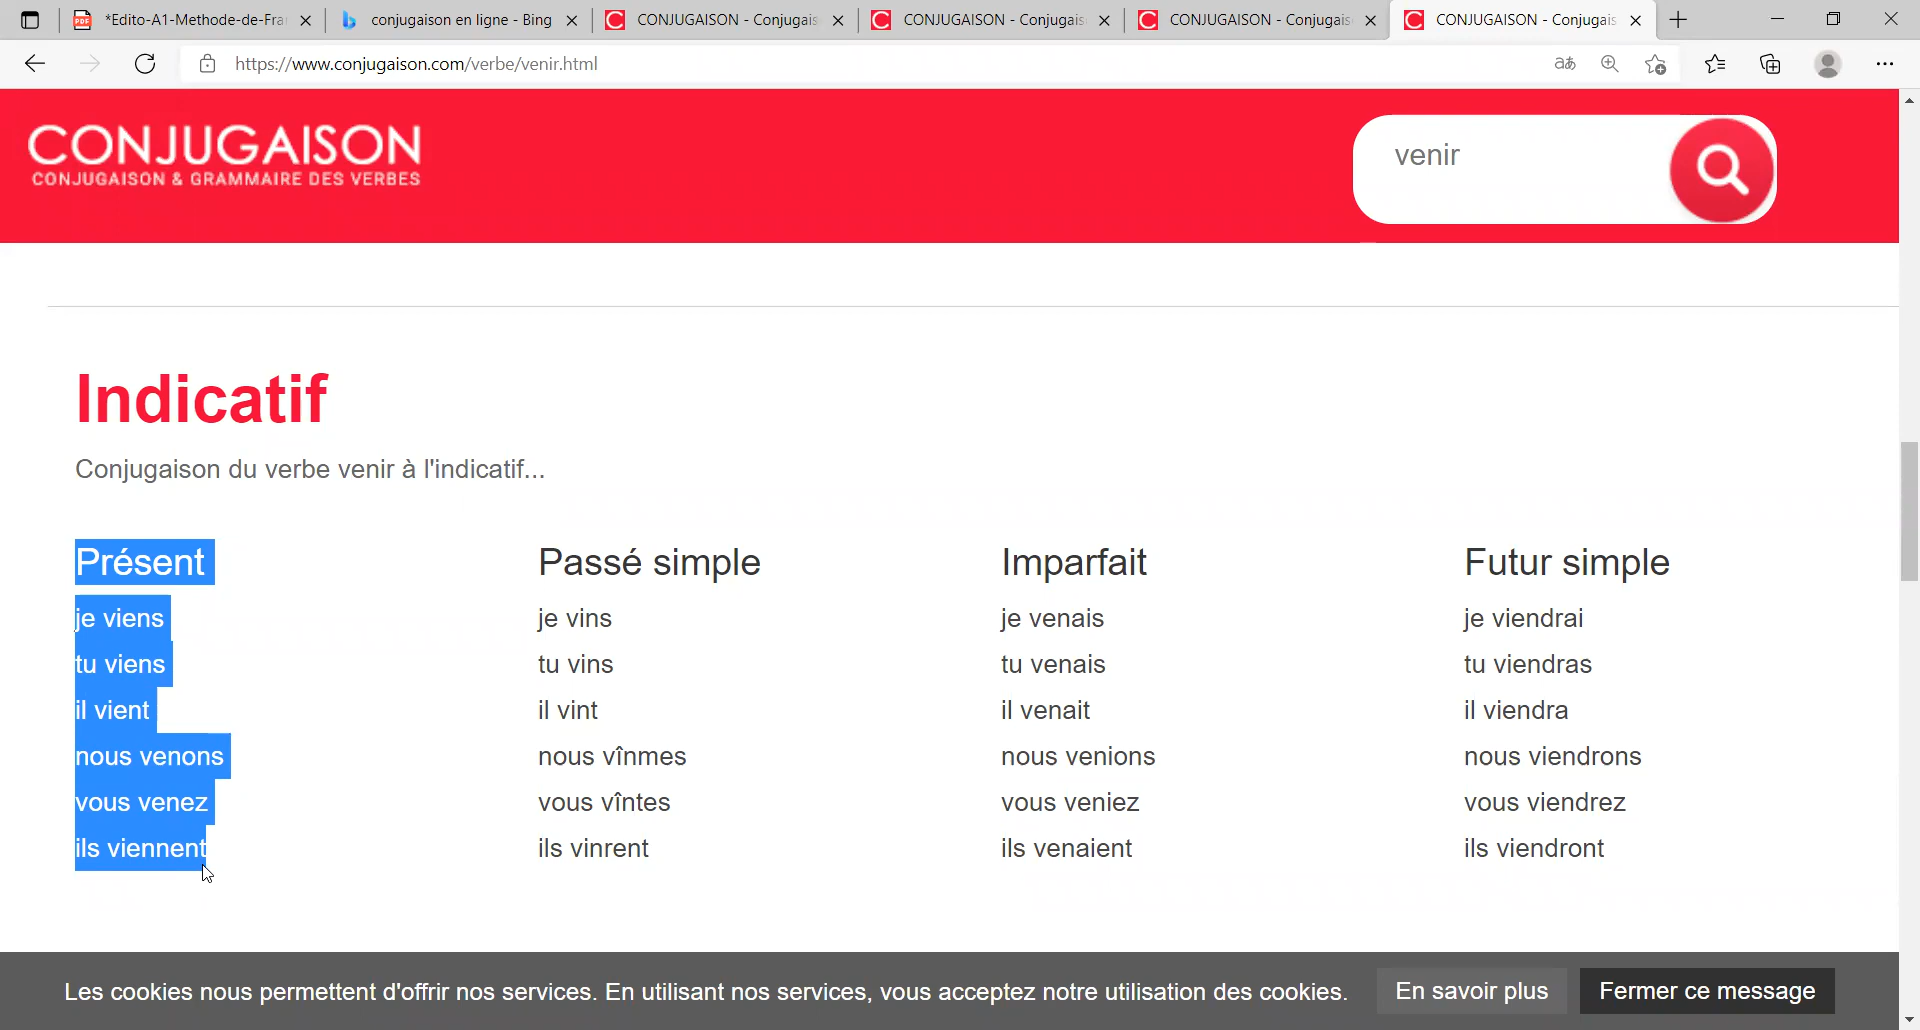 *Edito-A1-Methode-de-Fra
conjugaison en ligne - Bing
CONJUGAISON - Conjugais
CONJUGAISON - Conjugais
CONJUGAISON - Conjugais
CONJUGAISON - Conjugais
https://www.conjugaison.com/verbe/venir.html
CONJUGAISON
CONJUGAISON & GRAMMAIRE DES VERBES
venir
Indicatif
Conjugaison du verbe venir à l'indicatif...
Présent
je viens
tu viens
il vient
nous venons
vous venez
ils viennent
Passé simple
je vins
tu vins
il vint
nous vînmes
vous vîntes
ils vinrent
Imparfait
je venais
tu venais
il venait
nous venions
vous veniez
ils venaient
Futur simple
je viendrai
tu viendras
il viendra
nous viendrons
vous viendrez
ils viendront
Les cookies nous permettent d'offrir nos services. En utilisant nos services, vous acceptez notre utilisation des cookies.
En savoir plus
Fermer ce message